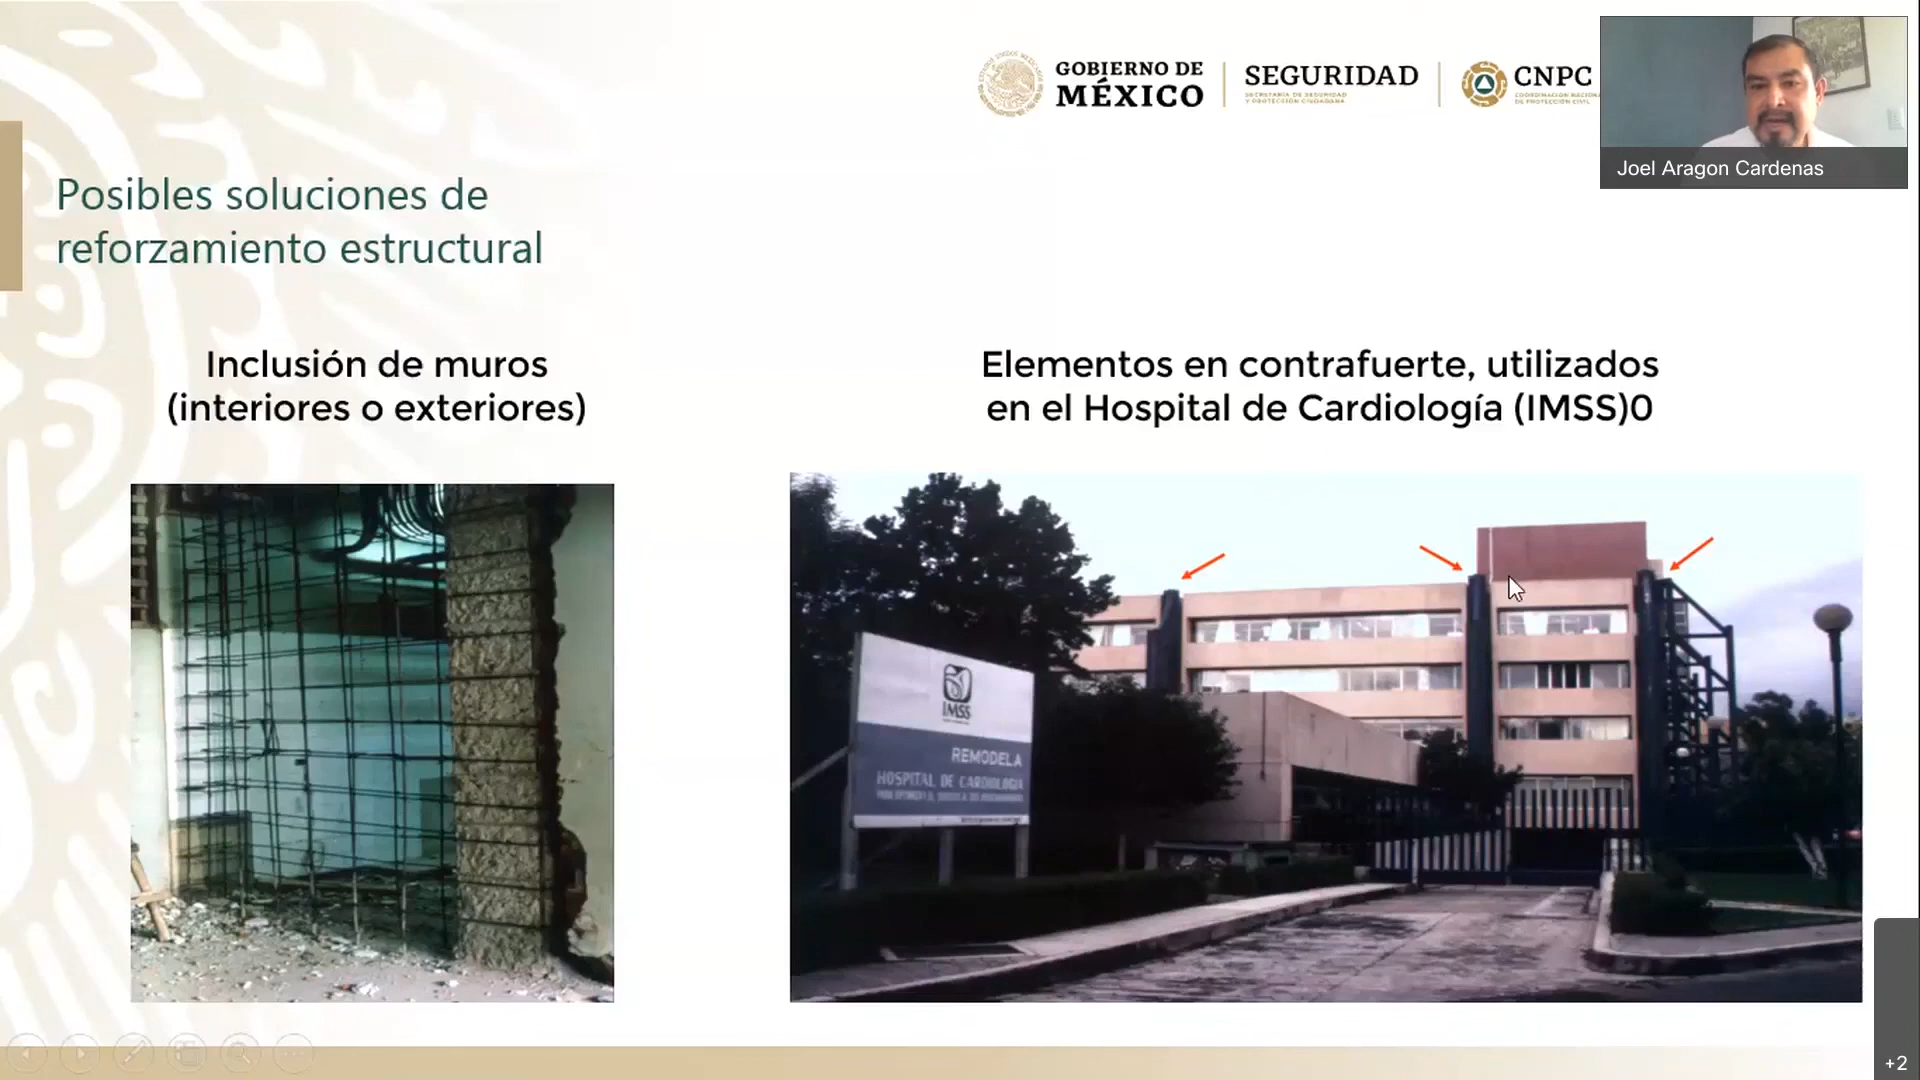 GOBIERNO DE
MÉXICO
SEGURIDAD
SECRETARÍA DE SEGURIDAD
Y PROTECCIÓN CIUDADANA
CNPC
COORDINACIÓN NACION
DE PROTECCIÓN CIVIL
Joel Aragon Cardenas
Posibles soluciones de
reforzamiento estructural
Inclusión de muros
(interiores o exteriores)
Elementos en contrafuerte, utilizados
en el Hospital de Cardiología (IMSS)0
IMSS
REMODELA
HOSPITAL DE CARDIOLOGIA
+2